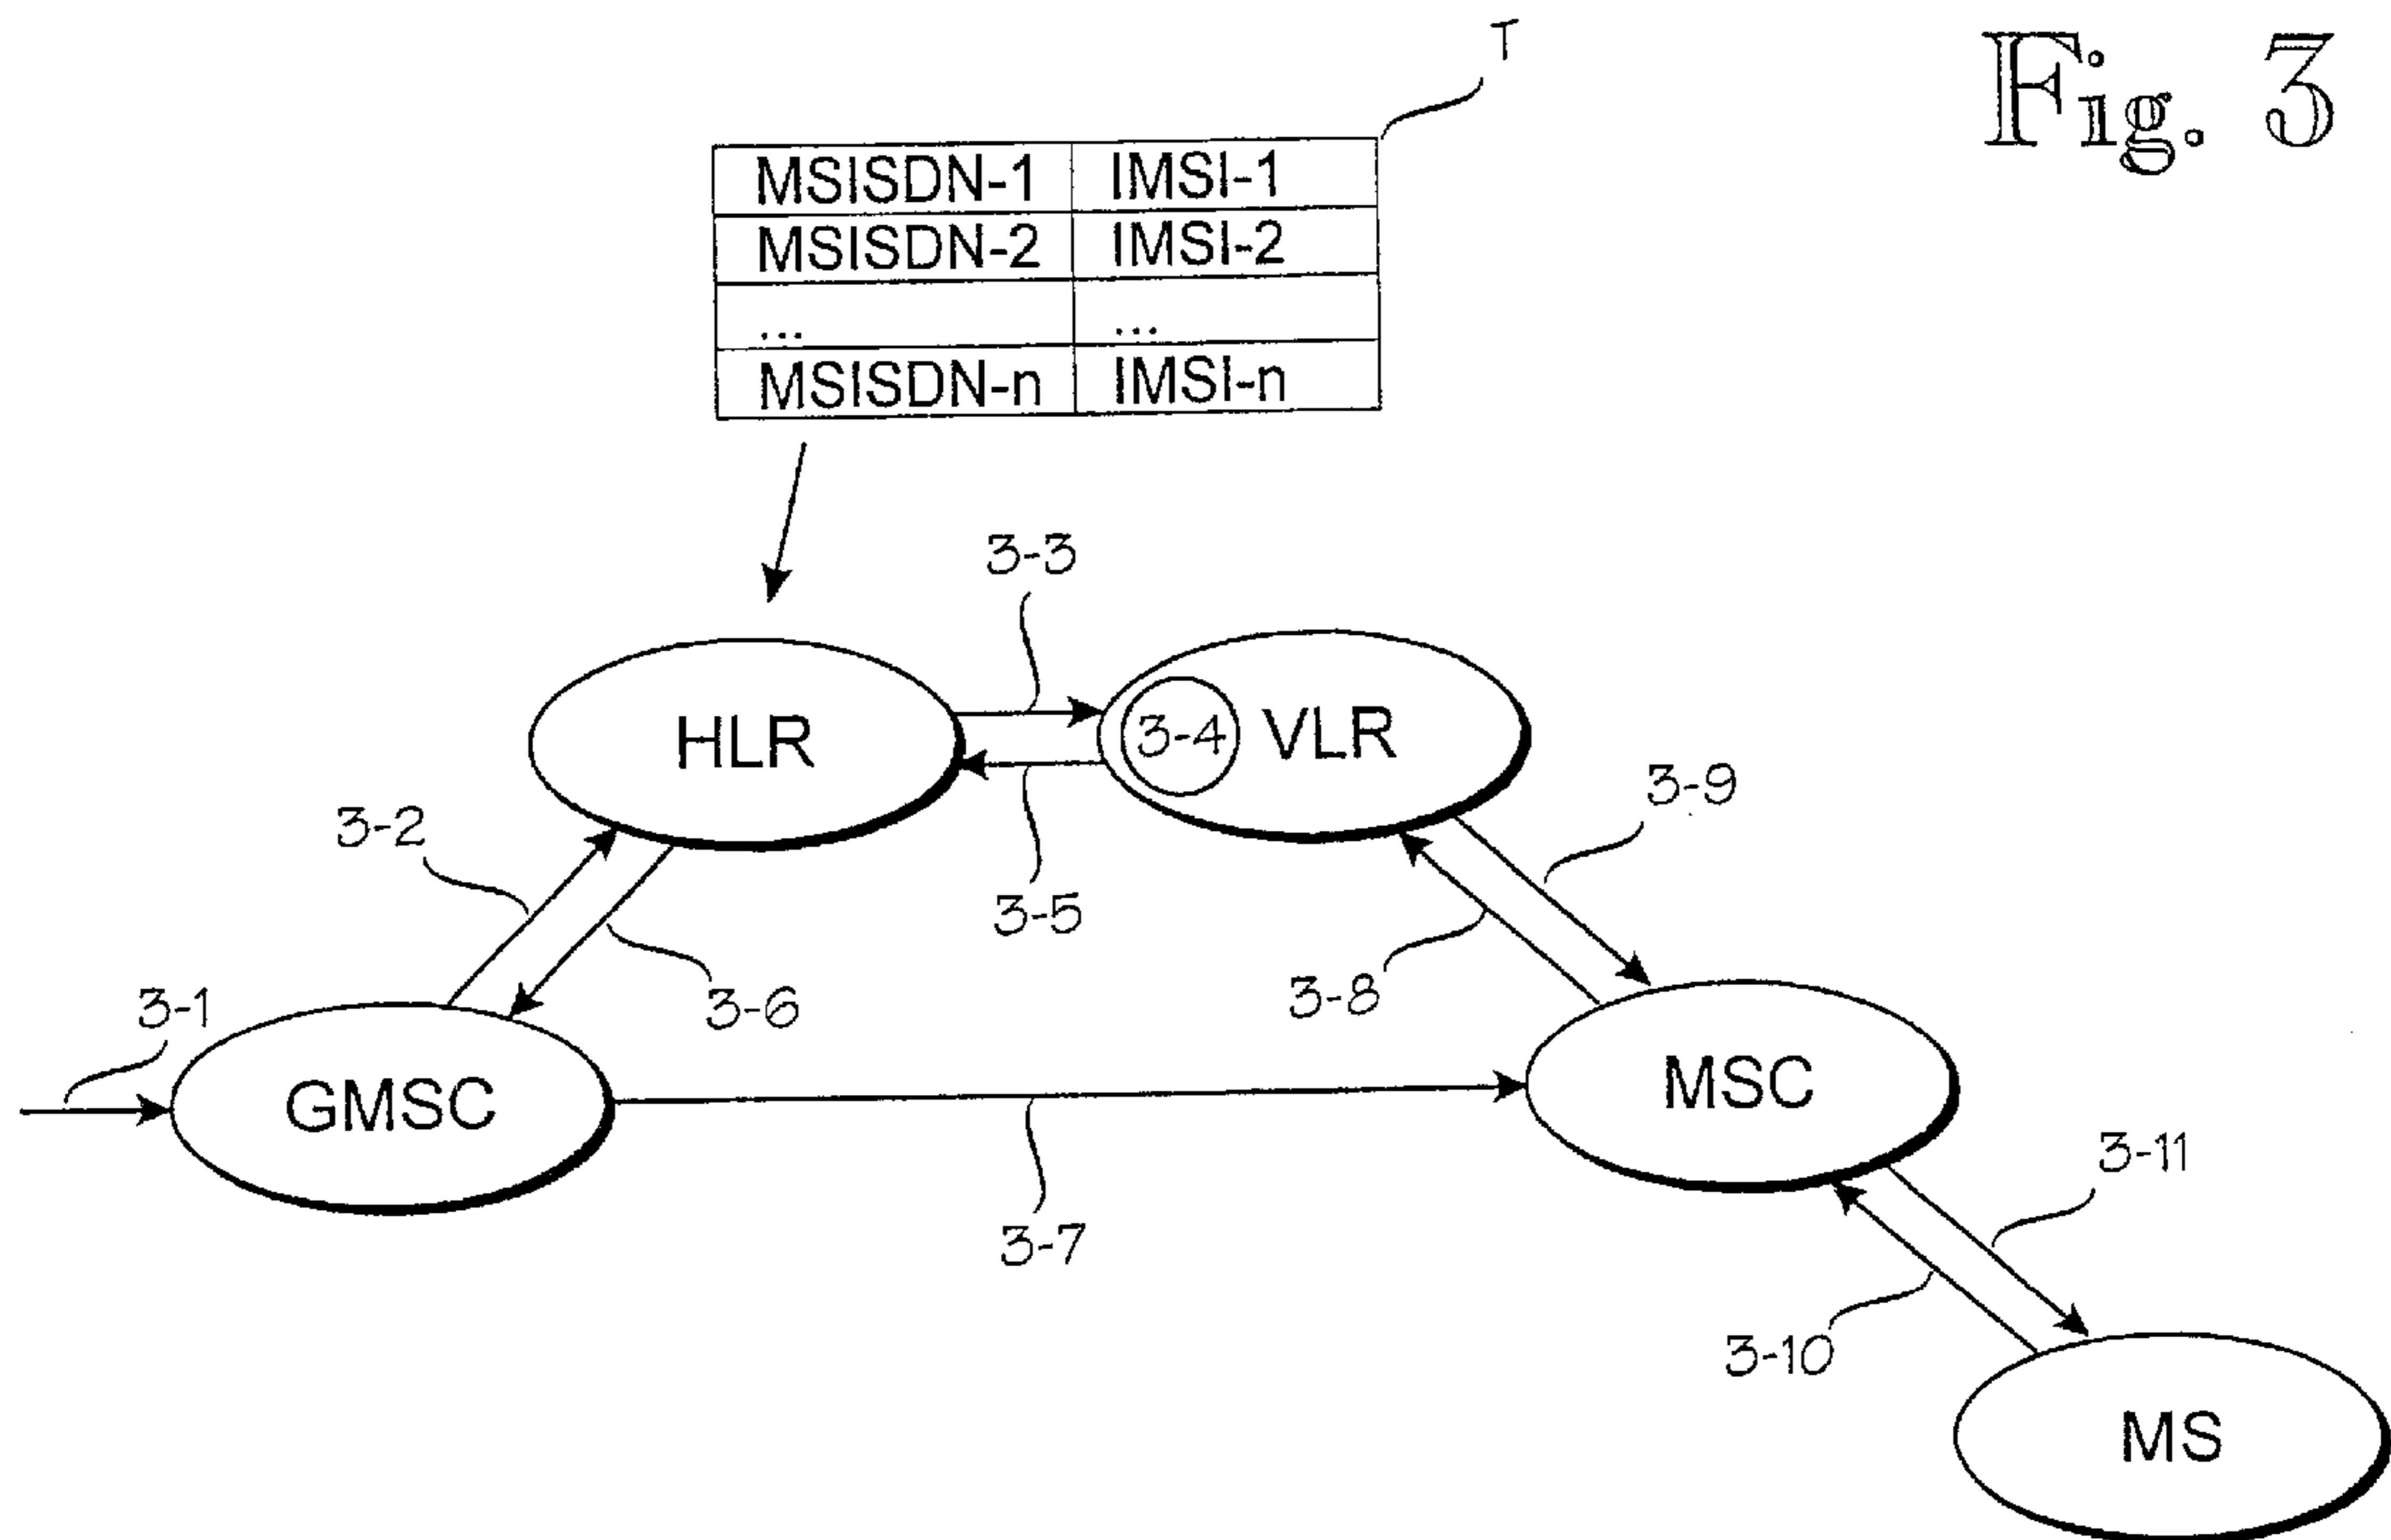 Fig. 3
T
MSISDN-1 IMSI-1
MSISDN-2 IMSI-2
... ...
MSISDN-n IMSI-n
3-3
HLR
3-4 VLR
3-9
3-2
3-5
3-8
3-6
3-1
GMSC
MSC
3-11
3-7
3-10
MS